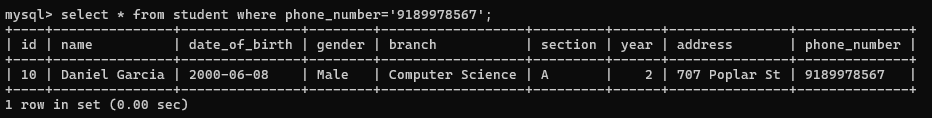 mysql> select * from student where phone_number='9189978567';
+----+---------------+---------------+--------+------------------+---------+------+---------------+--------------+
| id | name          | date_of_birth | gender | branch           | section | year | address       | phone_number |
+----+---------------+---------------+--------+------------------+---------+------+---------------+--------------+
| 10 | Daniel Garcia | 2000-06-08    | Male   | Computer Science | A       |    2 | 707 Poplar St | 9189978567   |
+----+---------------+---------------+--------+------------------+---------+------+---------------+--------------+
1 row in set (0.00 sec)